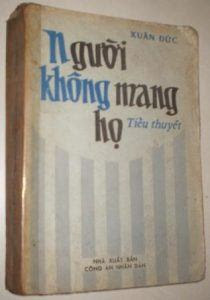 XUÂN ĐỨC
Người
không mang
họ
Tiểu thuyết
NHÀ XUẤT BẢN
CÔNG AN NHÂN DÂN